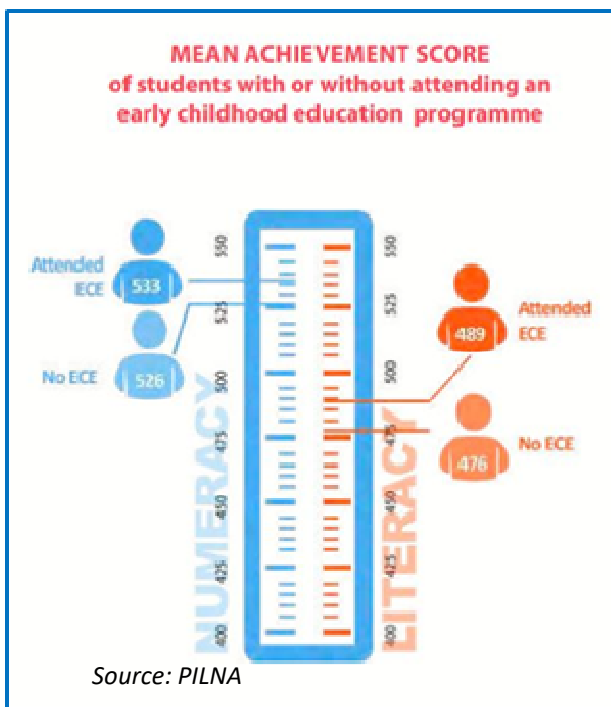 MEAN ACHIEVEMENT SCORE
of students with or without attending an
early childhood education programme
Attended
ECE
533
No ECE
526
NUMERACY
550
525
500
475
450
425
400
LITERACY
550
525
500
475
450
425
400
Attended
ECE
489
No ECE
476
Source: PILNA